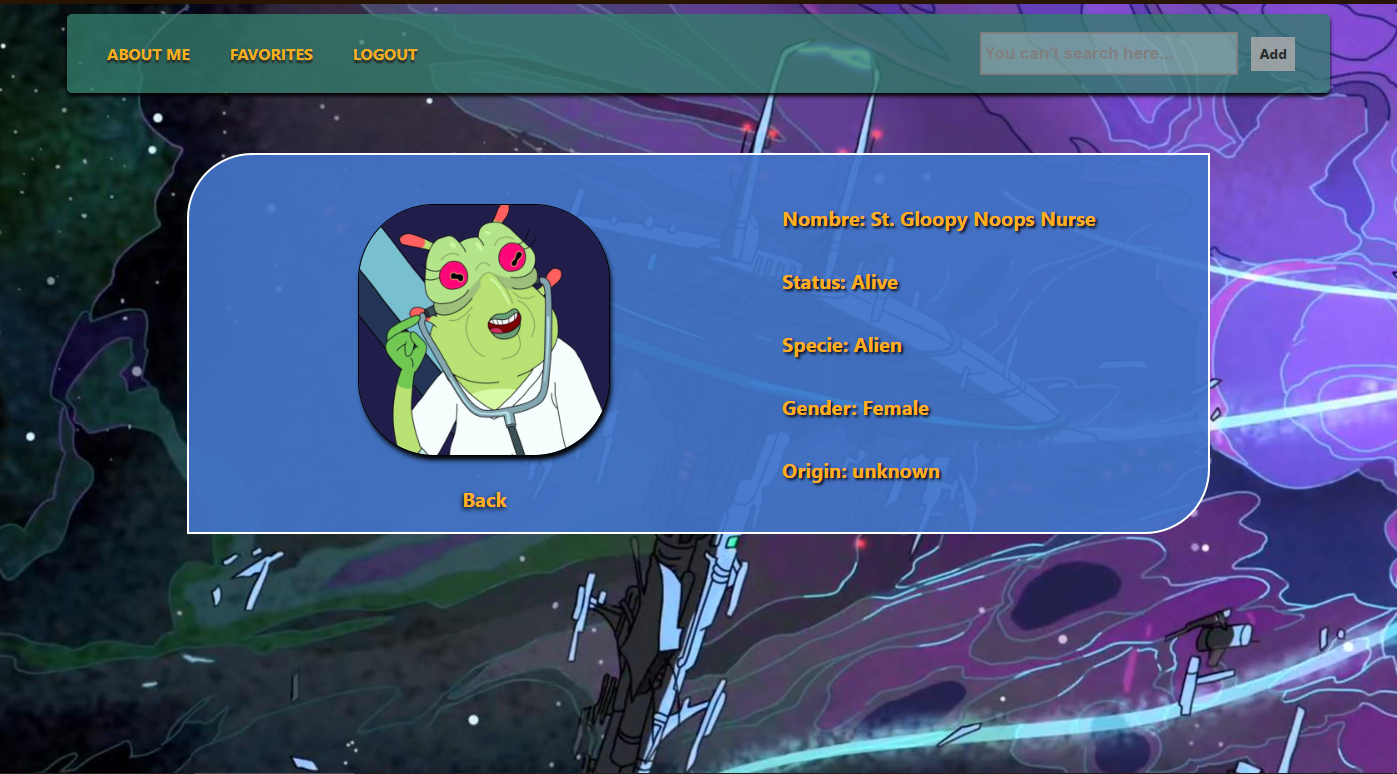 ABOUT ME
FAVORITES
LOGOUT
You can't search here...
Add
Nombre: St. Gloopy Noops Nurse
Status: Alive
Specie: Alien
Gender: Female
Origin: unknown
Back